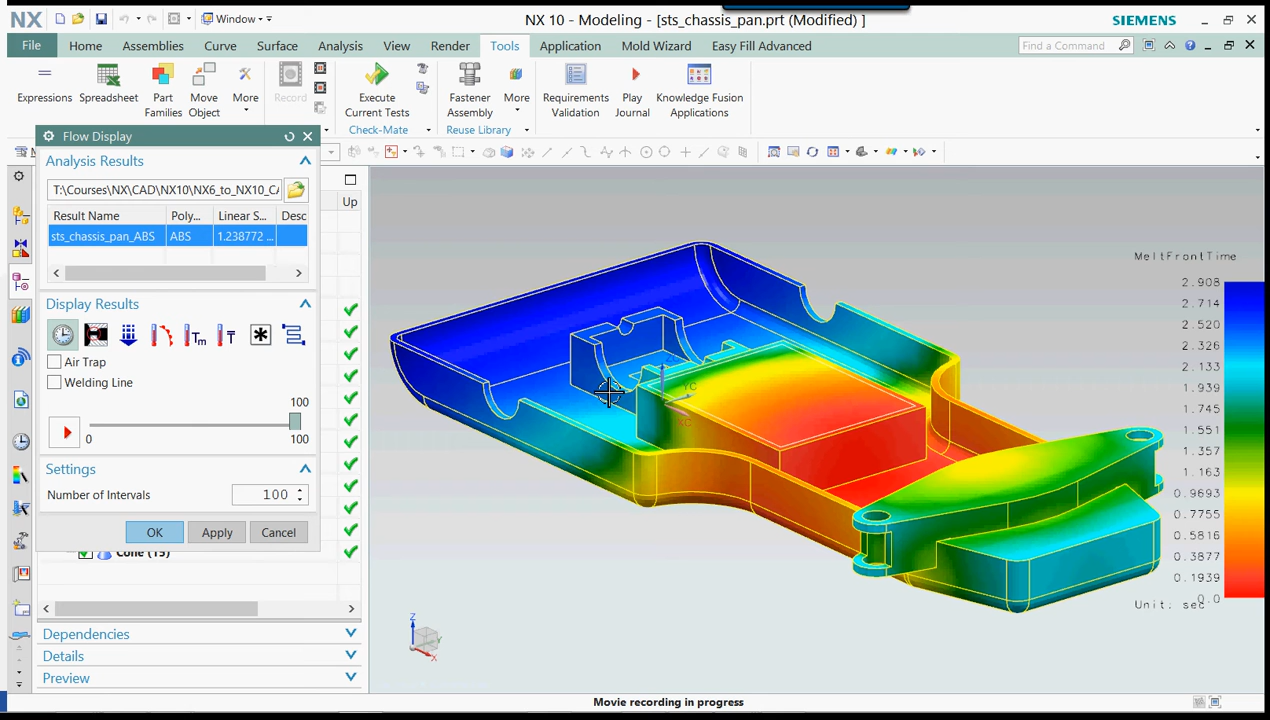 NX
Window
NX 10 - Modeling - [sts_chassis_pan.prt (Modified) ]
SIEMENS
File Home Assemblies Curve Surface Analysis View Render Tools Application Mold Wizard Easy Fill Advanced
Find a Command
Expressions
Spreadsheet
Part
Families
Move
Object
More
Record
Execute
Current Tests
Fastener
Assembly
More
Requirements
Validation
Play
Journal
Knowledge Fusion
Applications
Check-Mate
Reuse Library
Flow Display
Analysis Results
T:\Courses\NX\CAD\NX10\NX6_to_NX10_CA
Up
Result Name Poly... Linear S... Desc
sts_chassis_pan_ABS ABS 1.238772 ...
Display Results
Air Trap
Welding Line
100
0 100
Settings
Number of Intervals 100
OK Apply Cancel
Cone (15)
Dependencies
Details
Preview
YC
XC
Z
X
MeltFrontTime
2.908
2.714
2.520
2.326
2.133
1.939
1.745
1.551
1.357
1.163
0.9693
0.7755
0.5816
0.3877
0.1939
0.0
Unit: sec
Movie recording in progress